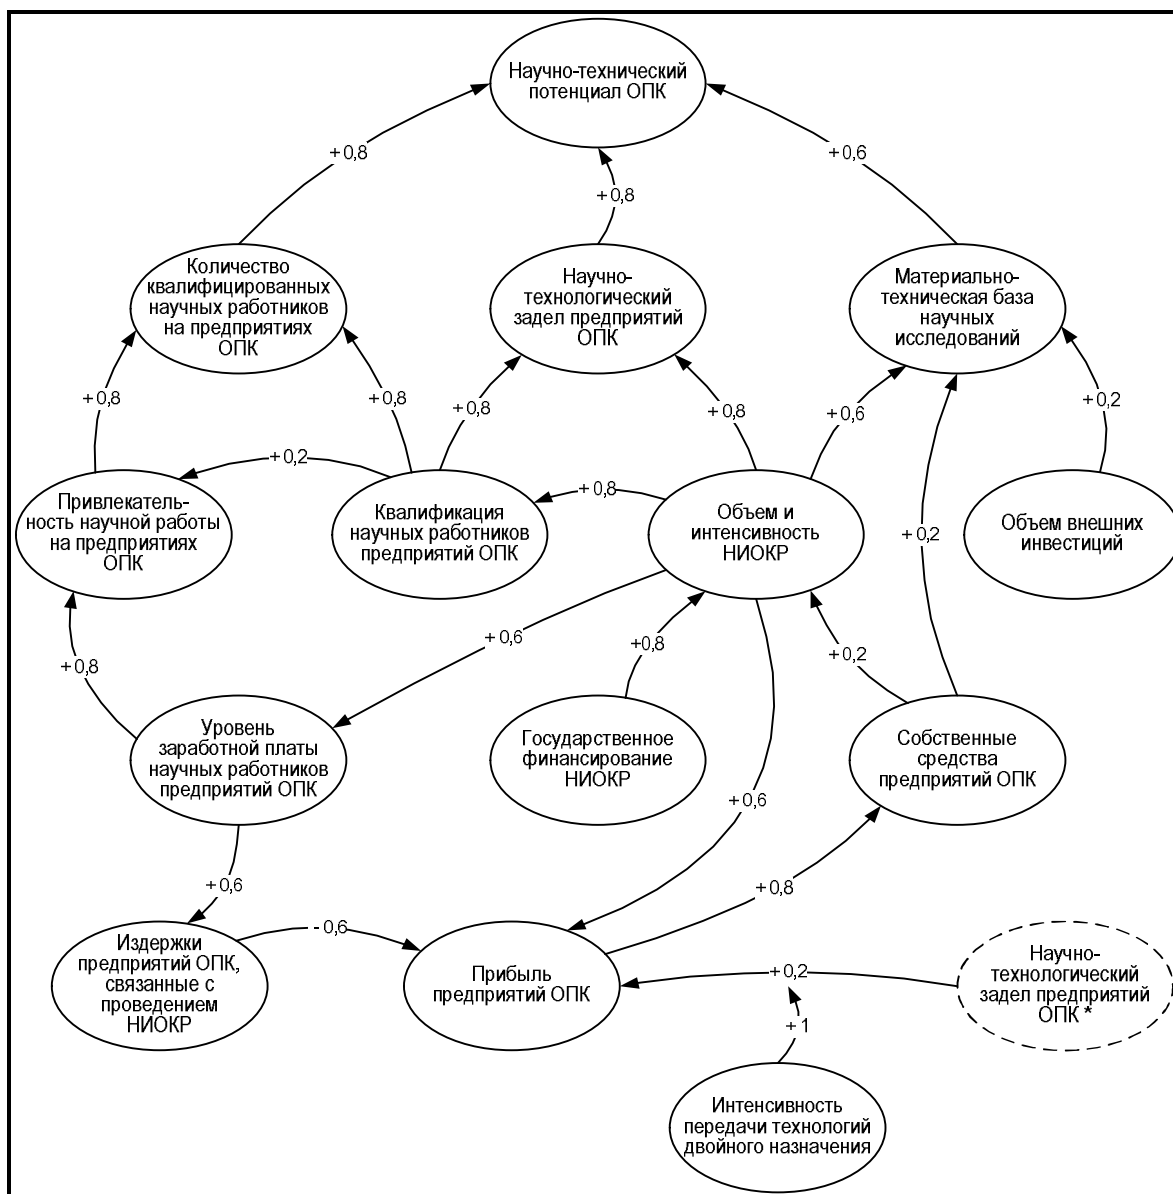 Научно-технический
потенциал ОПК
+ 0,8
+ 0,8
+ 0,6
Количество
квалифицированных
научных работников
на предприятиях
ОПК
Научно-
технологический
задел предприятий
ОПК
Материально-
техническая база
научных
исследований
+ 0,8
+ 0,8
+ 0,8
+ 0,8
+ 0,6
+ 0,2
+ 0,2
+ 0,8
+ 0,2
Привлекатель-
ность научной работы
на предприятиях
ОПК
Квалификация
научных работников
предприятий ОПК
Объем и
интенсивность
НИОКР
Объем внешних
инвестиций
+ 0,8
+ 0,6
+0,8
+ 0,2
Уровень
заработной платы
научных работников
предприятий ОПК
Государственное
финансирование
НИОКР
Собственные
средства
предприятий ОПК
+ 0,6
+ 0,6
+ 0,8
- 0,6
+ 0,2
Издержки
предприятий ОПК,
связанные с
проведением
НИОКР
Прибыль
предприятий ОПК
Научно-
технологический
задел предприятий
ОПК *
+ 1
Интенсивность
передачи технологий
двойного назначения